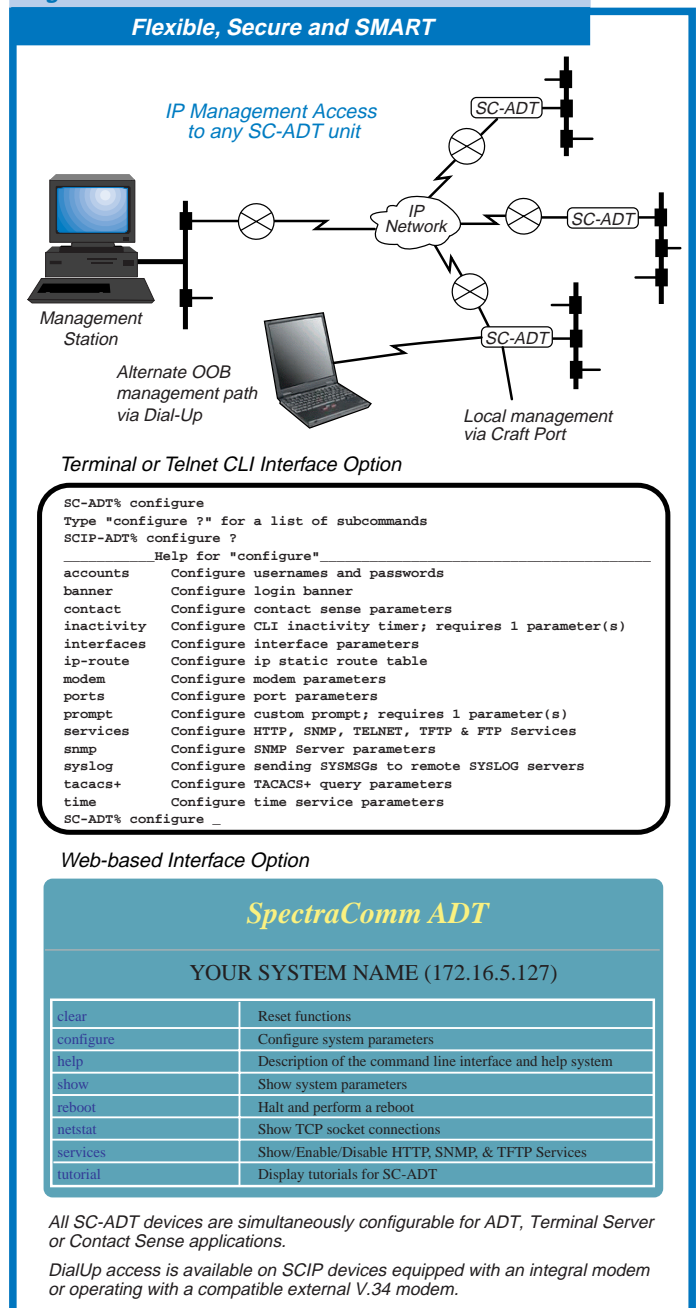 Flexible, Secure and SMART
IP Management Access
to any SC-ADT unit
SC-ADT
IP
Network
SC-ADT
SC-ADT
Management
Station
Alternate OOB
management path
via Dial-Up
Local management
via Craft Port
Terminal or Telnet CLI Interface Option
SC-ADT% configure
Type "configure ?" for a list of subcommands
SCIP-ADT% configure ?
__________Help for "configure"____________________________________
accounts Configure usernames and passwords
banner Configure login banner
contact Configure contact sense parameters
inactivity Configure CLI inactivity timer; requires 1 parameter(s)
interfaces Configure interface parameters
ip-route Configure ip static route table
modem Configure modem parameters
ports Configure port parameters
prompt Configure custom prompt; requires 1 parameter(s)
services Configure HTTP, SNMP, TELNET, TFTP & FTP Services
snmp Configure SNMP Server parameters
syslog Configure sending SYSMSGs to remote SYSLOG servers
tacacs+ Configure TACACS+ query parameters
time Configure time service parameters
SC-ADT% configure _
Web-based Interface Option
SpectraComm ADT
YOUR SYSTEM NAME (172.16.5.127)
clear Reset functions
configure Configure system parameters
help Description of the command line interface and help system
show Show system parameters
reboot Halt and perform a reboot
netstat Show TCP socket connections
services Show/Enable/Disable HTTP, SNMP, & TFTP Services
tutorial Display tutorials for SC-ADT
All SC-ADT devices are simultaneously configurable for ADT, Terminal Server
or Contact Sense applications.
DialUp access is available on SCIP devices equipped with an integral modem
or operating with a compatible external V.34 modem.